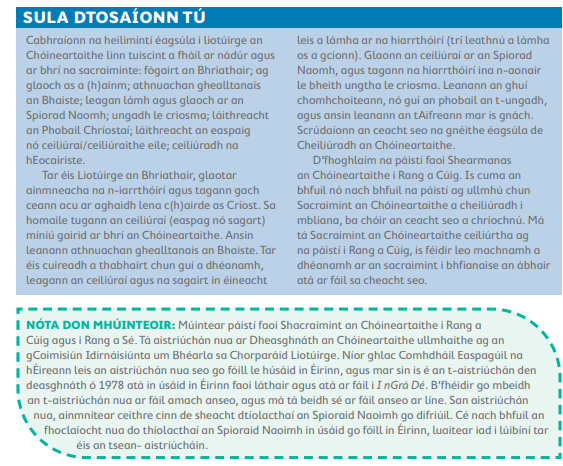 SULA DTOSAÍONN TÚ
Cabhraíonn na heilimintí éagsúla i liotúirge an
Chóineartaithe linn tuiscint a fháil ar nádúr agus
ar bhrí na sacraiminte: fógairt an Bhriathair; ag
glaoch as a (h)ainm; athnuachan ghealltanais
an Bhaiste; leagan lámh agus glaoch ar an
Spiorad Naomh; ungadh le criosma; láithreacht
an Phobail Chríostaí; láithreacht an easpaig
nó ceiliúraí/ceiliúraithe eile; ceiliúradh na
hEocairiste.
Tar éis Liotúirge an Bhriathair, glaotar
ainmneacha na n-iarrthóirí agus tagann gach
ceann acu ar aghaidh lena c(h)airde as Críost. Sa
homaile tugann an ceiliúraí (easpag nó sagart)
míniú gairid ar bhrí an Chóineartaithe. Ansin
leanann athnuachan ghealltanais an Bhaiste. Tar
éis cuireadh a thabhairt chun guí a dhéanamh,
leagann an ceiliúraí agus na sagairt in éineacht
leis a lámha ar na hiarrthóirí (trí leathnú a lámha
os a gcionn). Glaonn an ceiliúraí ar an Spiorad
Naomh, agus tagann na hiarrthóirí ina n-aonair
le bheith ungtha le criosma. Leanann an ghuí
chomhchoiteann, nó guí an phobail an t-ungadh,
agus ansin leanann an tAifreann mar is gnách.
Scrúdaíonn an ceacht seo na gnéithe éagsúla de
Cheiliúradh an Chóineartaithe.
D'fhoghlaim na páistí faoi Shearmanas
an Chóineartaithe i Rang a Cúig. Is cuma an
bhfuil nó nach bhfuil na páistí ag ullmhú chun
Sacraimint an Chóineartaithe a cheiliúradh i
mbliana, ba chóir an ceacht seo a chríochnú. Má
tá Sacraimint an Chóineartaithe ceiliúrtha ag
na páistí i Rang a Cúig, is féidir leo machnamh a
dhéanamh ar an sacraimint i bhfianaise an ábhair
atá ar fáil sa cheacht seo.
NÓTA DON MHÚINTEOIR: Múintear páistí faoi Shacraimint an Chóineartaithe i Rang a
Cúig agus i Rang a Sé. Tá aistriúchán nua ar Dheasghnáth an Chóineartaithe ullmhaithe ag an
gCoimisiún Idirnáisiúnta um Bhéarla sa Chorparáid Liotúirge. Níor ghlac Comhdháil Easpagúil na
hÉireann leis an aistriúchán nua seo go fóill le húsáid in Éirinn, agus mar sin is é an t-aistriúchán den
deasghnáth ó 1978 atá in úsáid in Éirinn faoi láthair agus atá ar fáil i I nGrá Dé. B'fhéidir go mbeidh
an t-aistriúchán nua ar fáil amach anseo, agus má tá beidh sé ar fáil anseo ar líne. San aistriúchán
nua, ainmnítear ceithre cinn de sheacht dtíolacthaí an Spioraid Naoimh go difriúil. Cé nach bhfuil an
fhoclaíocht nua do thíolacthaí an Spioraid Naoimh in úsáid go fóill in Éirinn, luaitear iad i lúibíní tar
éis an tsean- aistriúcháin.